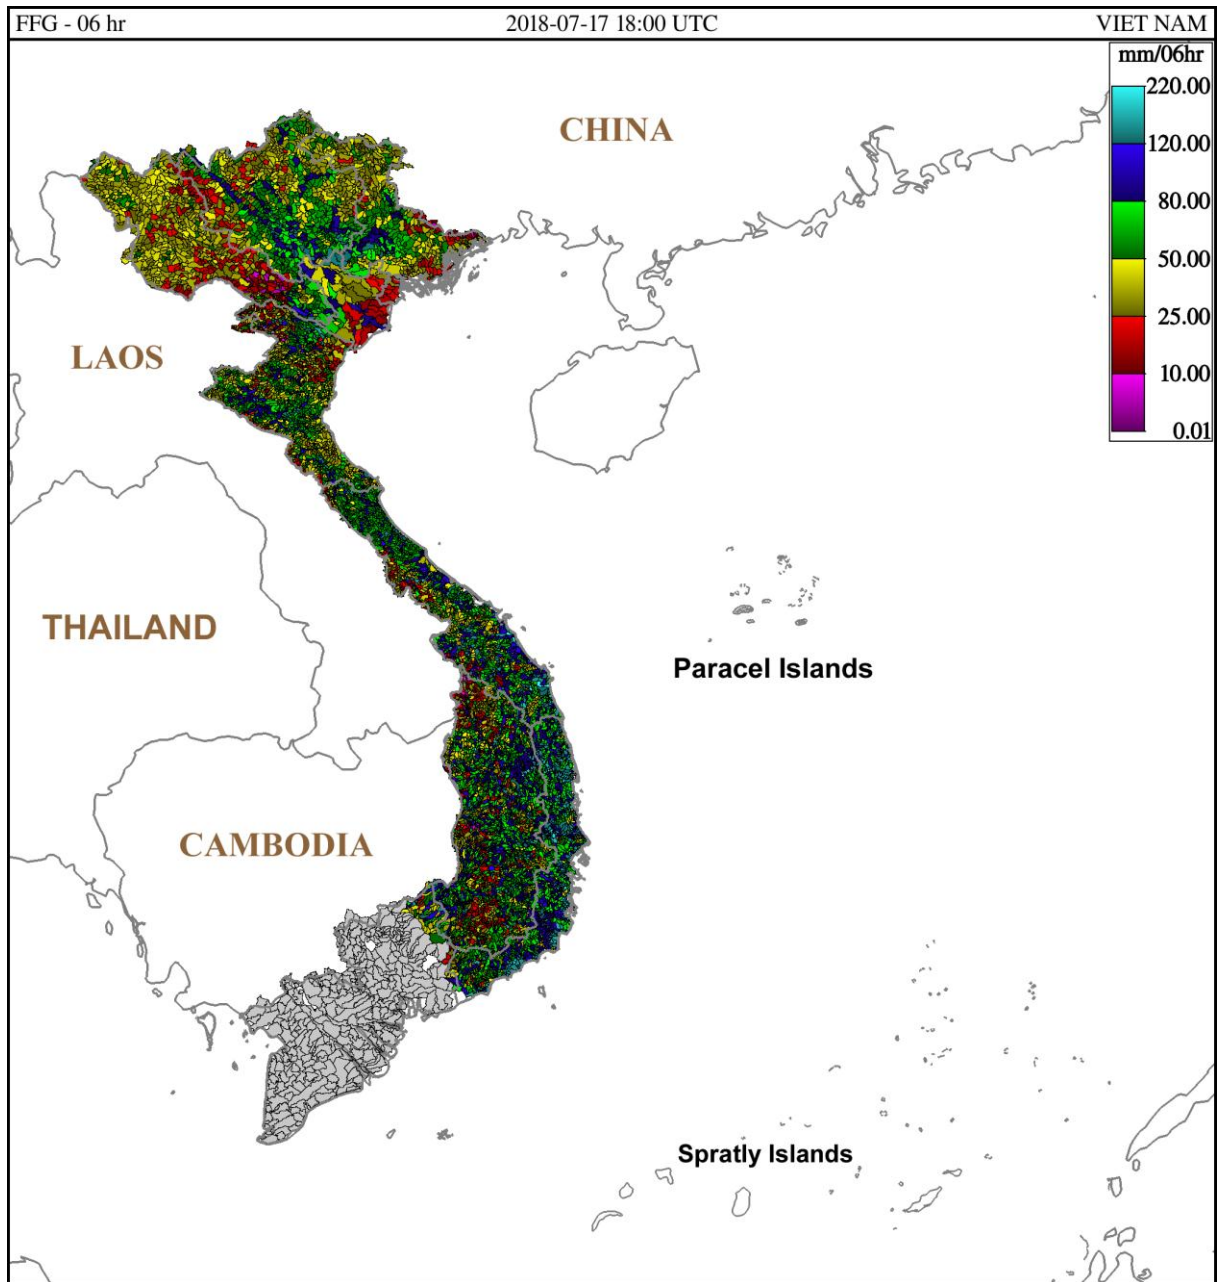 FFG - 06 hr 2018-07-17 18:00 UTC VIET NAM
mm/06hr
220.00
120.00
80.00
50.00
25.00
10.00
0.01
CHINA
LAOS
THAILAND
Paracel Islands
CAMBODIA
Spratly Islands